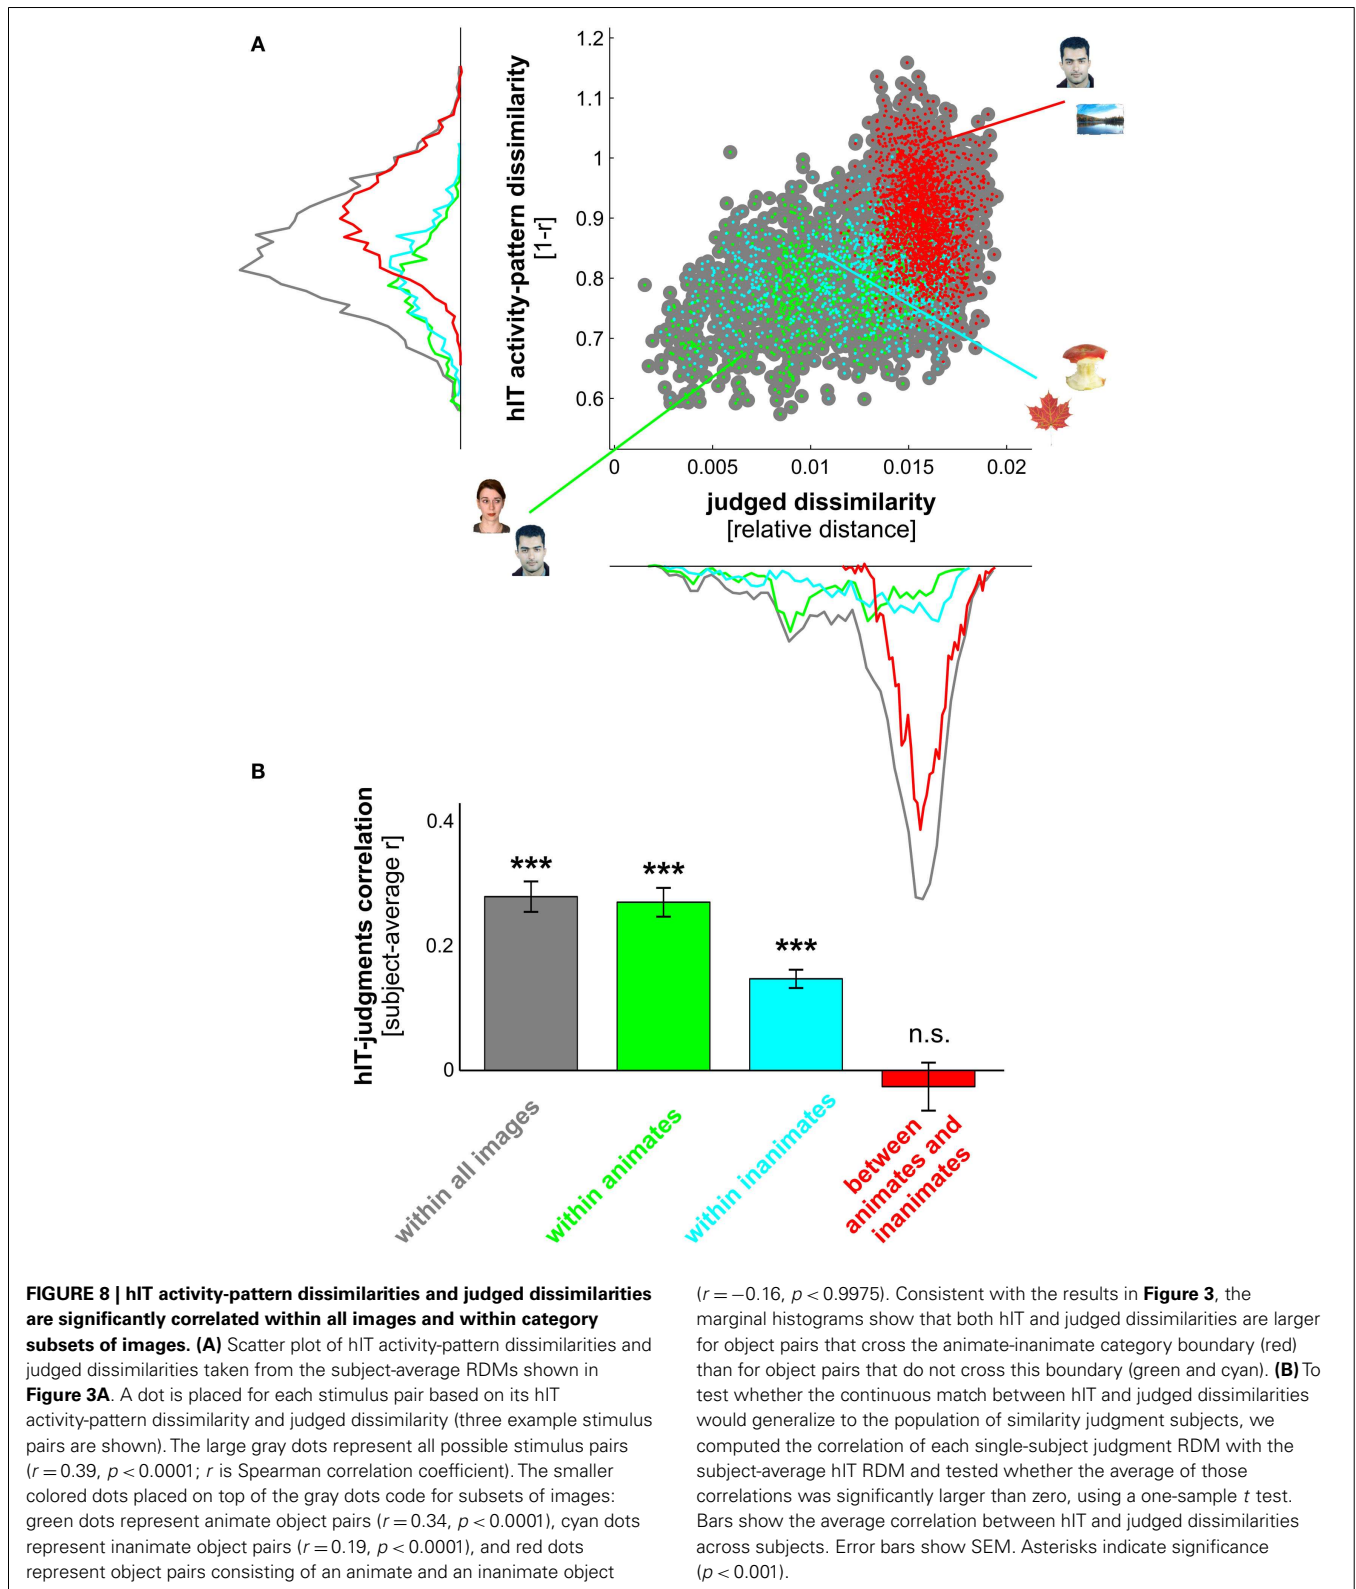 A
hIT activity-pattern dissimilarity
[1-r]
1.2
1.1
1
0.9
0.8
0.7
0.6
0
0.005
0.01
0.015
0.02
judged dissimilarity
[relative distance]
B
hIT-judgments correlation
[subject-average r]
0.4
0.2
0
***
***
***
n.s.
within all images
within animates
within inanimates
between
animates and
inanimates
FIGURE 8 | hIT activity-pattern dissimilarities and judged dissimilarities
are significantly correlated within all images and within category
subsets of images. (A) Scatter plot of hIT activity-pattern dissimilarities and
judged dissimilarities taken from the subject-average RDMs shown in
Figure 3A. A dot is placed for each stimulus pair based on its hIT
activity-pattern dissimilarity and judged dissimilarity (three example stimulus
pairs are shown). The large gray dots represent all possible stimulus pairs
(r = 0.39, p < 0.0001; r is Spearman correlation coefficient). The smaller
colored dots placed on top of the gray dots code for subsets of images:
green dots represent animate object pairs (r = 0.34, p < 0.0001), cyan dots
represent inanimate object pairs (r = 0.19, p < 0.0001), and red dots
represent object pairs consisting of an animate and an inanimate object
(r = −0.16, p < 0.9975). Consistent with the results in Figure 3, the
marginal histograms show that both hIT and judged dissimilarities are larger
for object pairs that cross the animate-inanimate category boundary (red)
than for object pairs that do not cross this boundary (green and cyan). (B) To
test whether the continuous match between hIT and judged dissimilarities
would generalize to the population of similarity judgment subjects, we
computed the correlation of each single-subject judgment RDM with the
subject-average hIT RDM and tested whether the average of those
correlations was significantly larger than zero, using a one-sample t test.
Bars show the average correlation between hIT and judged dissimilarities
across subjects. Error bars show SEM. Asterisks indicate significance
(p < 0.001).